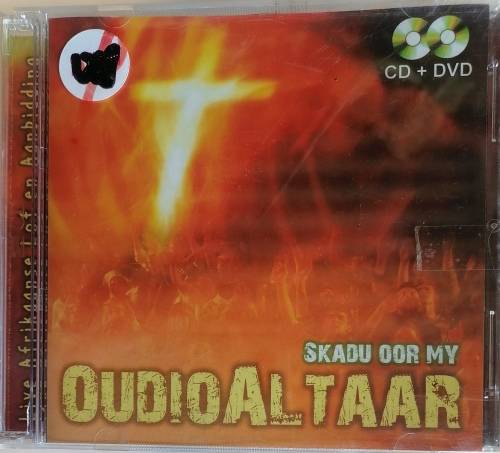 CD + DVD
SKADU OOR MY
OUDIOALTAAR
Live Afrikaanse Lof en Aanbidding